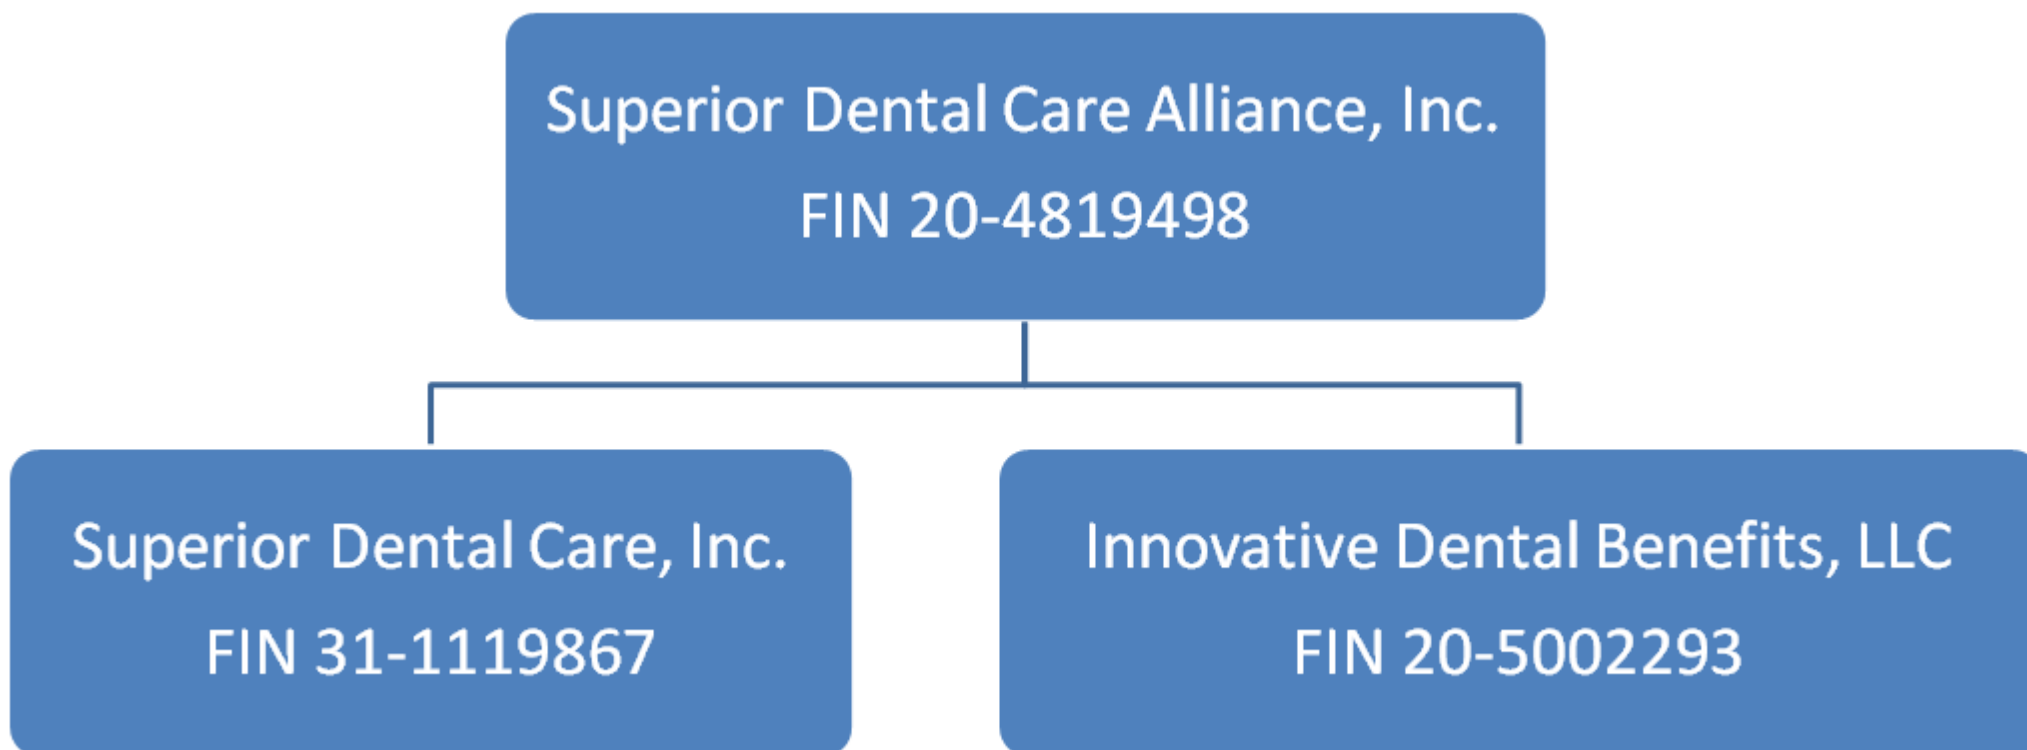 Superior Dental Care Alliance, Inc.
FIN 20-4819498
Superior Dental Care, Inc.
FIN 31-1119867
Innovative Dental Benefits, LLC
FIN 20-5002293